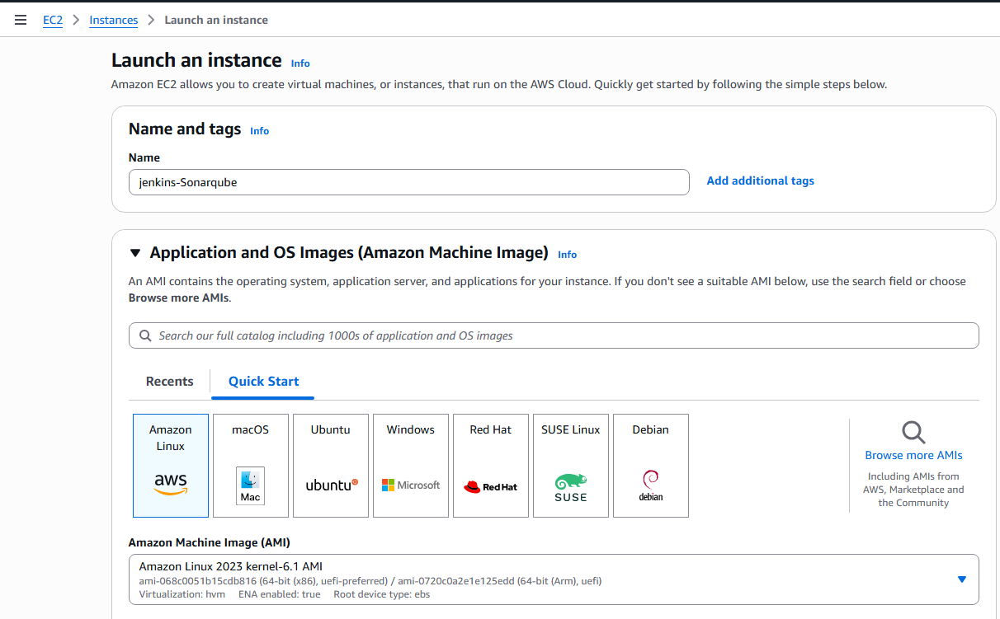 EC2 > Instances > Launch an instance
Launch an instance Info
Amazon EC2 allows you to create virtual machines, or instances, that run on the AWS Cloud. Quickly get started by following the simple steps below.
Name and tags Info
Name
jenkins-Sonarqube
Add additional tags
Application and OS Images (Amazon Machine Image) Info
An AMI contains the operating system, application server, and applications for your instance. If you don't see a suitable AMI below, use the search field or choose
Browse more AMIs.
Search our full catalog including 1000s of application and OS images
Recents
Quick Start
Amazon
Linux
aws
macOS
Mac
Ubuntu
ubuntu
Windows
Microsoft
Red Hat
Red Hat
SUSE Linux
SUSE
Debian
debian
Browse more AMIs
Including AMIs from
AWS, Marketplace and
the Community
Amazon Machine Image (AMI)
Amazon Linux 2023 kernel-6.1 AMI
ami-068c0051b15cdb816 (64-bit (x86), uefi-preferred) / ami-0720c0a2e1e125edd (64-bit (Arm), uefi)
Virtualization: hvm ENA enabled: true Root device type: ebs